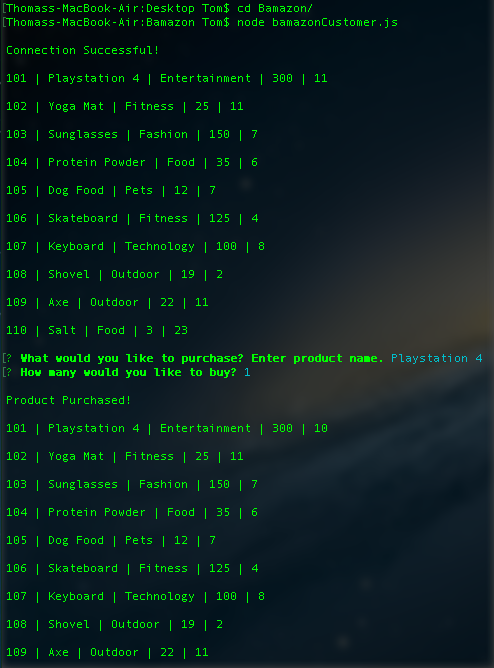 [Thomass-MacBook-Air:Desktop Tom$ cd Bamazon/
[Thomass-MacBook-Air:Bamazon Tom$ node bamazonCustomer.js
Connection Successful!
101 | Playstation 4 | Entertainment | 300 | 11
102 | Yoga Mat | Fitness | 25 | 11
103 | Sunglasses | Fashion | 150 | 7
104 | Protein Powder | Food | 35 | 6
105 | Dog Food | Pets | 12 | 7
106 | Skateboard | Fitness | 125 | 4
107 | Keyboard | Technology | 100 | 8
108 | Shovel | Outdoor | 19 | 2
109 | Axe | Outdoor | 22 | 11
110 | Salt | Food | 3 | 23
[? What would you like to purchase? Enter product name. Playstation 4
[? How many would you like to buy? 1
Product Purchased!
101 | Playstation 4 | Entertainment | 300 | 10
102 | Yoga Mat | Fitness | 25 | 11
103 | Sunglasses | Fashion | 150 | 7
104 | Protein Powder | Food | 35 | 6
105 | Dog Food | Pets | 12 | 7
106 | Skateboard | Fitness | 125 | 4
107 | Keyboard | Technology | 100 | 8
108 | Shovel | Outdoor | 19 | 2
109 | Axe | Outdoor | 22 | 11